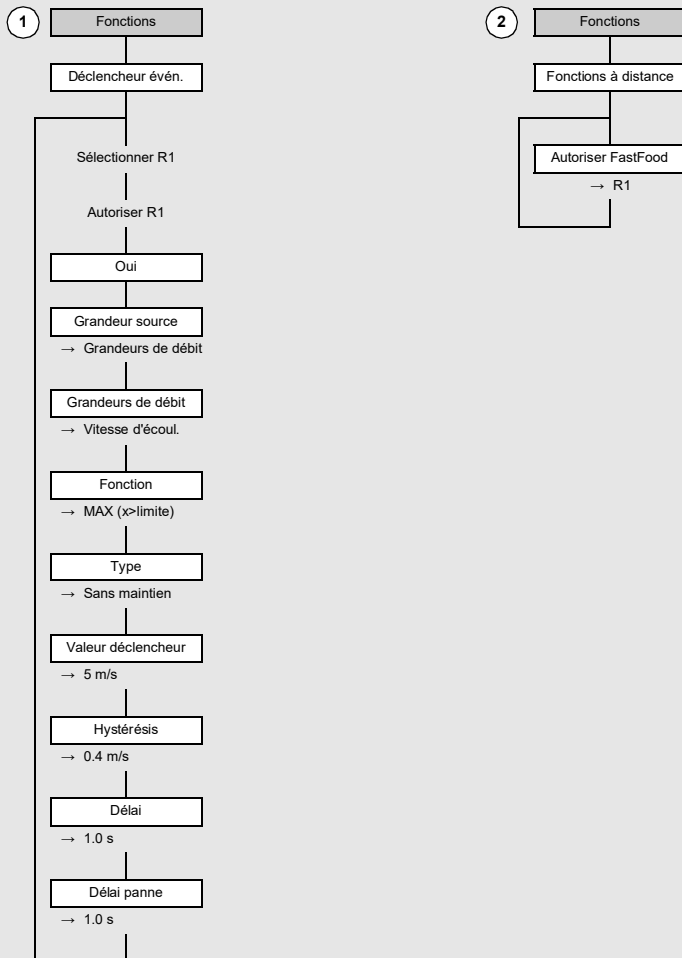 1
Fonctions
Déclencheur évén.
Sélectionner R1
Autoriser R1
Oui
Grandeur source
→ Grandeurs de débit
Grandeurs de débit
→ Vitesse d'écoul.
Fonction
→ MAX (x>limite)
Type
→ Sans maintien
Valeur déclencheur
→ 5 m/s
Hystérésis
→ 0.4 m/s
Délai
→ 1.0 s
Délai panne
→ 1.0 s
2
Fonctions
Fonctions à distance
Autoriser FastFood
→ R1